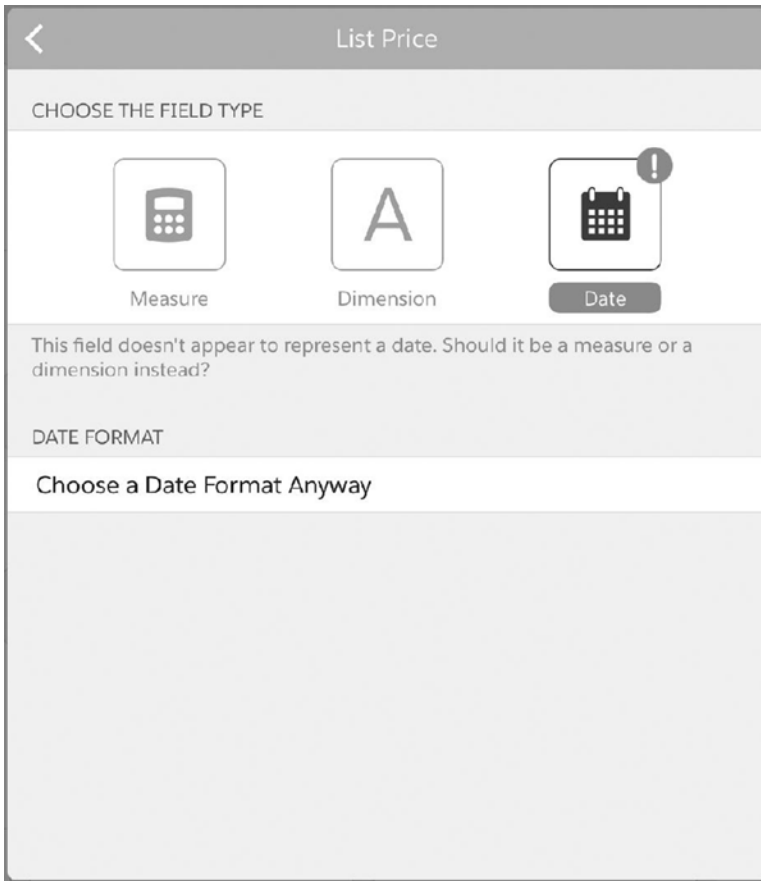 List Price
CHOOSE THE FIELD TYPE
A
!
Measure
Dimension
Date
This field doesn't appear to represent a date. Should it be a measure or a
dimension instead?
DATE FORMAT
Choose a Date Format Anyway